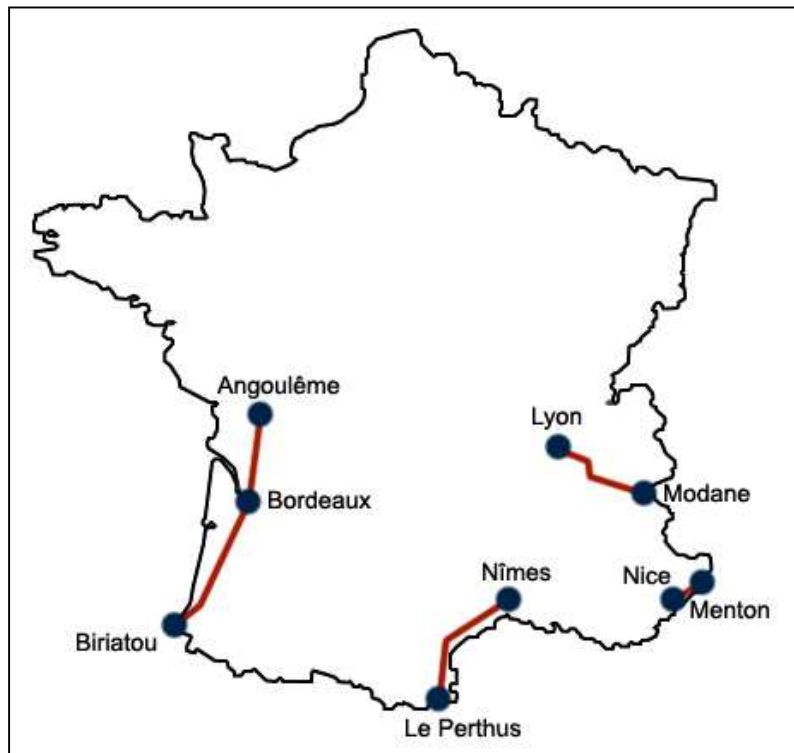 Angoulême
Lyon
Bordeaux
Modane
Nîmes
Nice
Menton
Biriatou
Le Perthus